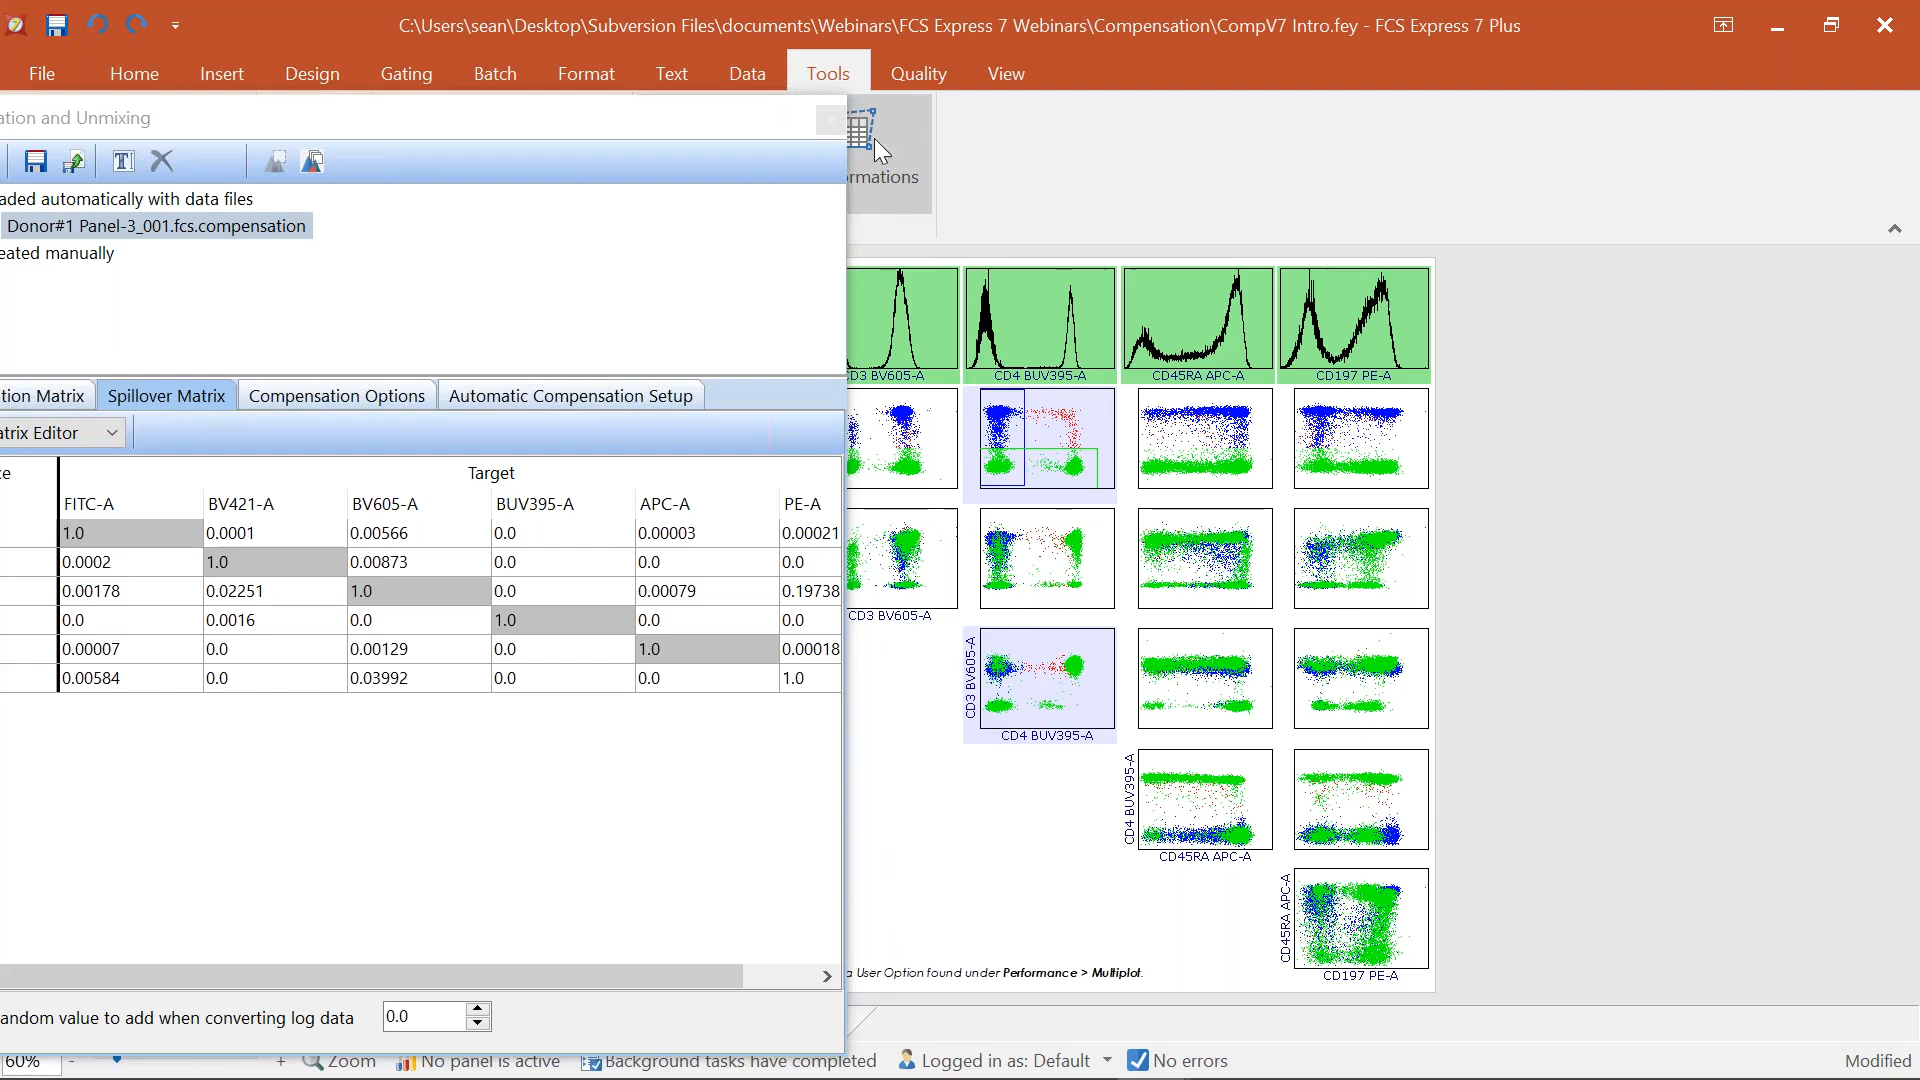 C:\Users\sean\Desktop\Subversion Files\documents\Webinars\FCS Express 7 Webinars\Compensation\CompV7 Intro.fey - FCS Express 7 Plus
File Home Insert Design Gating Batch Format Text Data Tools Quality View
ation and Unmixing
rmations
aded automatically with data files
Donor#1 Panel-3_001.fcs.compensation
eated manually
tion Matrix Spillover Matrix Compensation Options Automatic Compensation Setup
atrix Editor
ce Target
FITC-A BV421-A BV605-A BUV395-A APC-A PE-A
1.0 0.0001 0.00566 0.0 0.00003 0.00021
0.0002 1.0 0.00873 0.0 0.0 0.0
0.00178 0.02251 1.0 0.0 0.00079 0.19738
0.0 0.0016 0.0 1.0 0.0 0.0
0.00007 0.0 0.00129 0.0 1.0 0.00018
0.00584 0.0 0.03992 0.0 0.0 1.0
andom value to add when converting log data 0.0
D3 BV605-A CD4 BUV395-A CD45RA APC-A CD197 PE-A
CD3 BV605-A
CD3 BV605-A
CD4 BUV395-A
CD4 BUV395-A
CD45RA APC-A
CD45RA APC-A
CD197 PE-A
a User Option found under Performance > Multiplot.
60% - + Zoom No panel is active Background tasks have completed Logged in as: Default No errors Modified